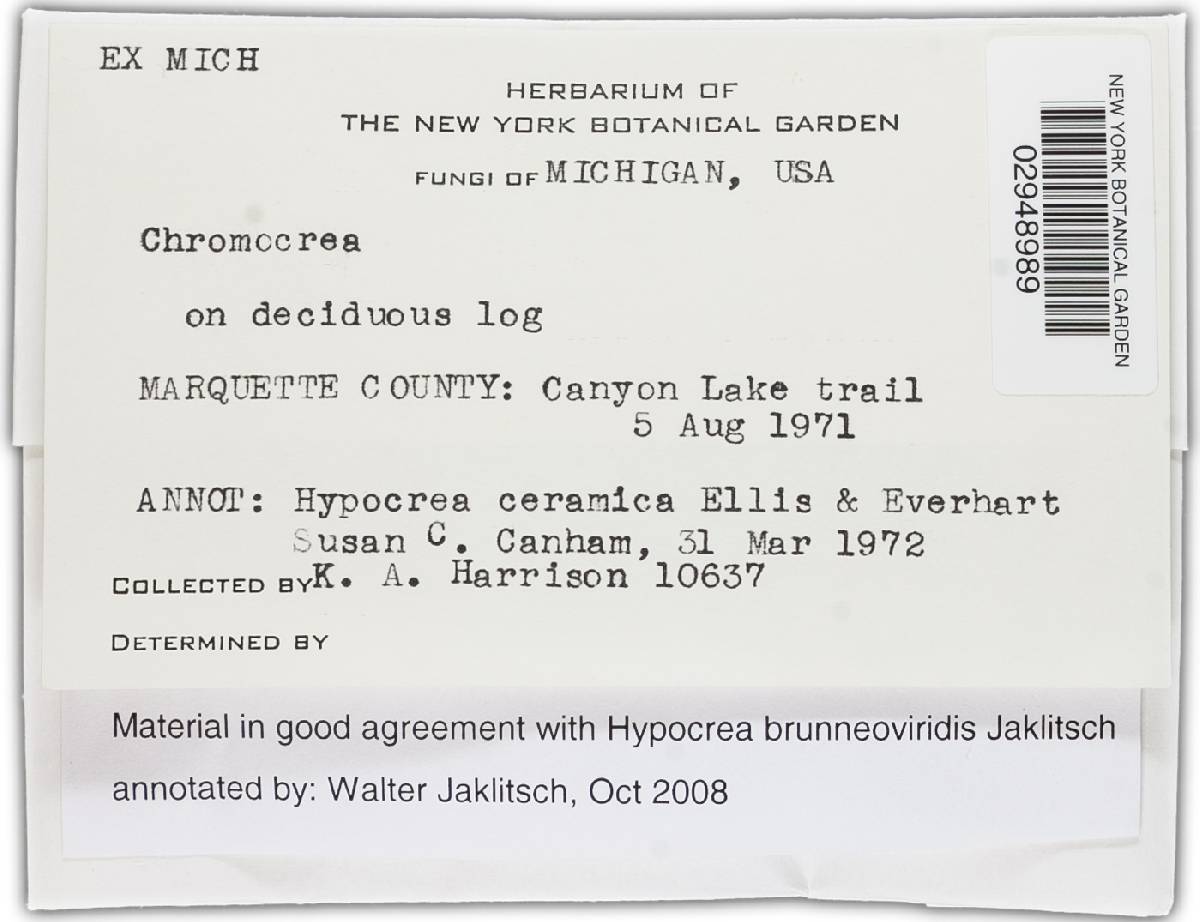 EX MICH
HERBARIUM OF
THE NEW YORK BOTANICAL GARDEN
FUNGI OF MICHIGAN, USA
Chromocrea
on deciduous log
MARQUETTE COUNTY: Canyon Lake trail
5 Aug 1971
ANNOT: Hypocrea ceramica Ellis & Everhart
Susan C. Canham, 31 Mar 1972
COLLECTED BY K. A. Harrison 10637
DETERMINED BY
NEW YORK BOTANICAL GARDEN
02948989
Material in good agreement with Hypocrea brunneoviridis Jaklitsch
annotated by: Walter Jaklitsch, Oct 2008